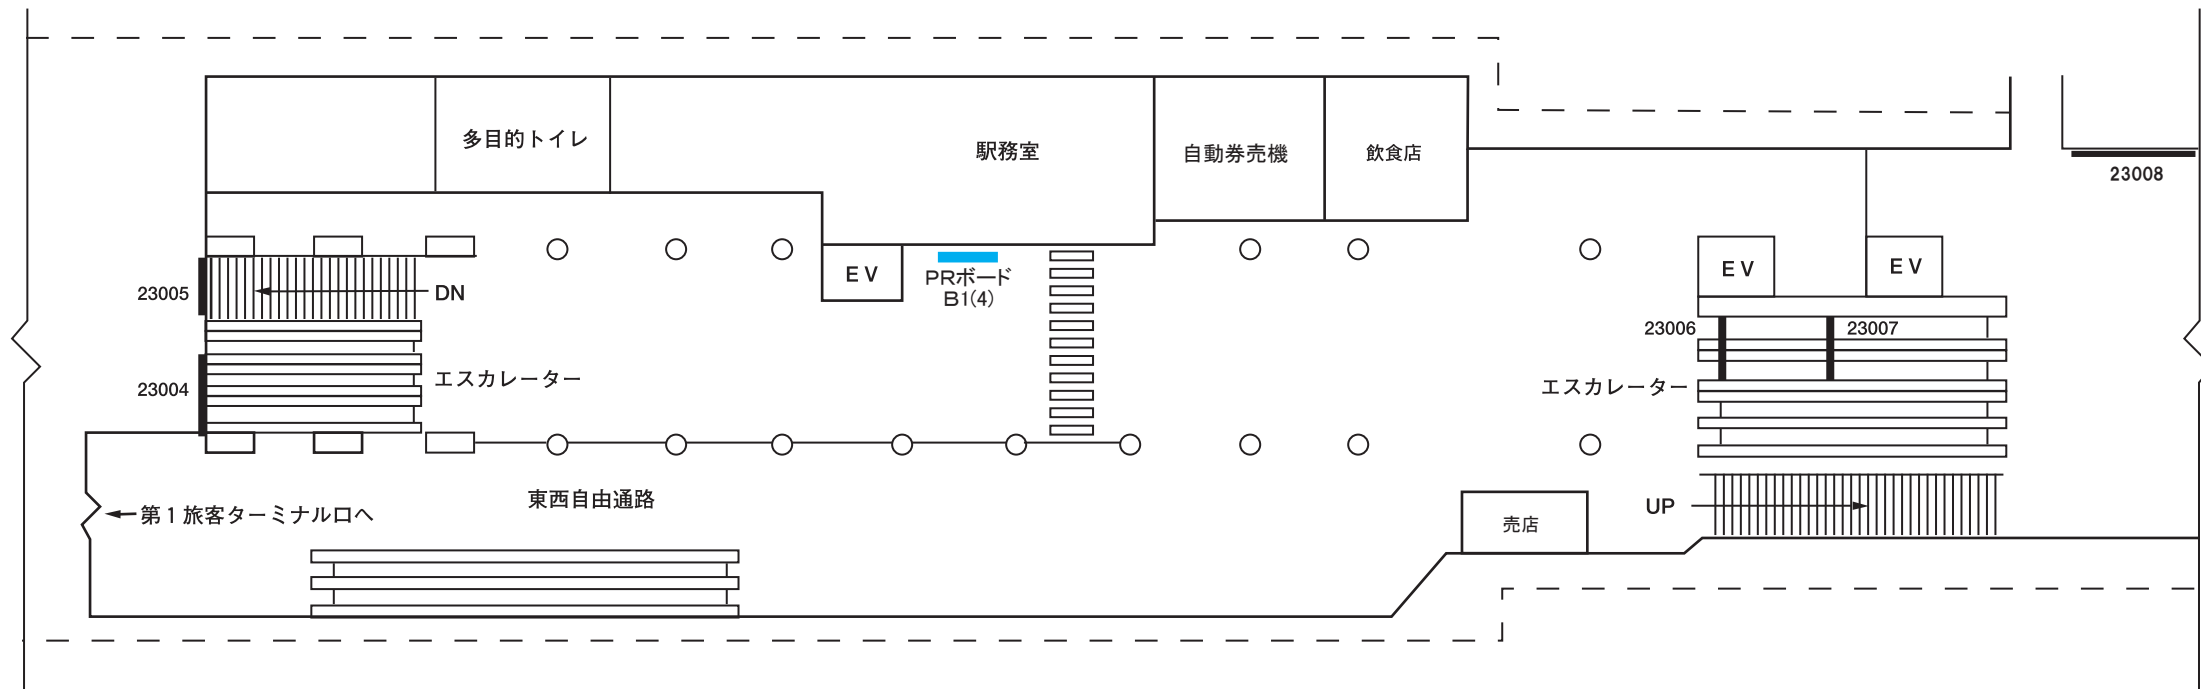 多目的トイレ
駅務室
自動券売機
飲食店
23008
23005
DN
EV
PRボード
B1(4)
EV
EV
23006
23007
23004
エスカレーター
エスカレーター
第1旅客ターミナル口へ
東西自由通路
UP
売店